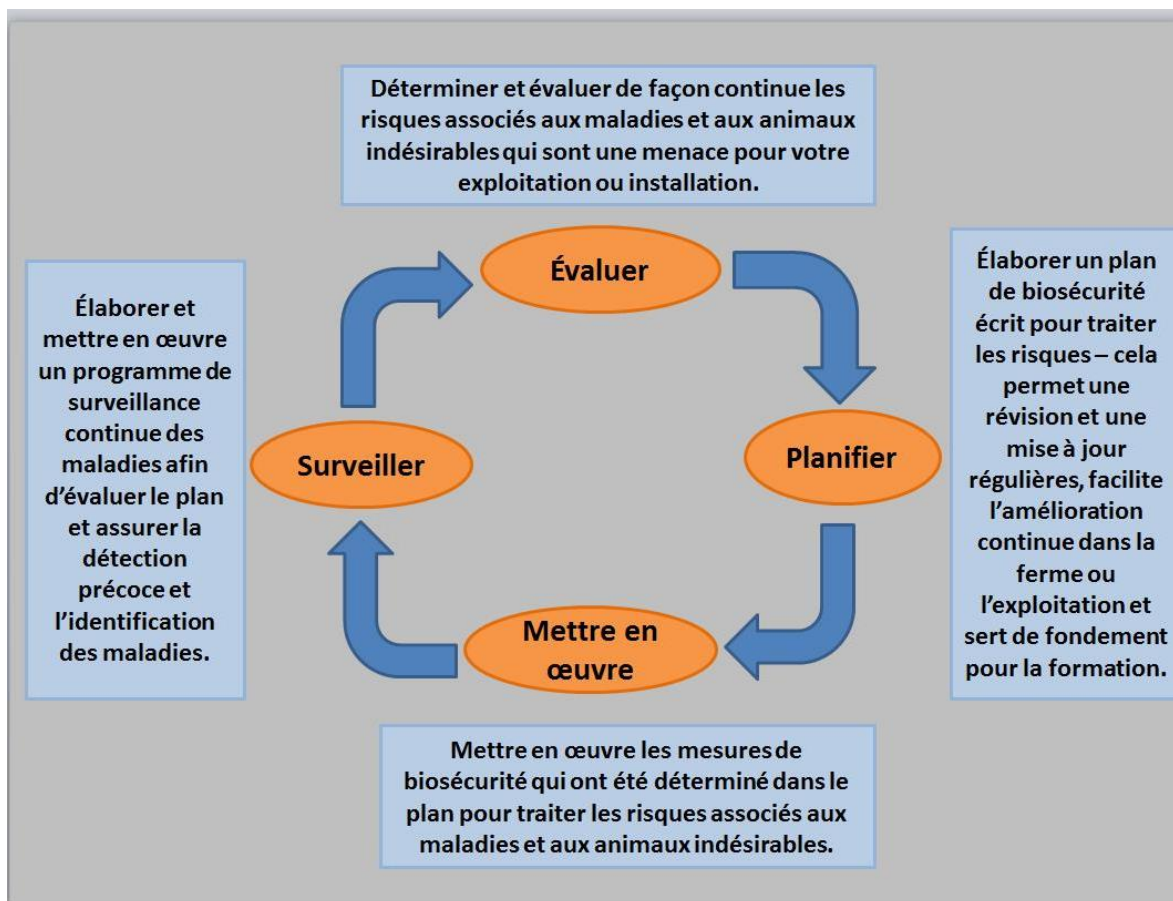 Déterminer et évaluer de façon continue les
risques associés aux maladies et aux animaux
indésirables qui sont une menace pour votre
exploitation ou installation.
Évaluer
Élaborer un plan
de biosécurité
écrit pour traiter
les risques – cela
permet une
révision et une
mise à jour
régulières, facilite
l’amélioration
continue dans la
ferme ou
l’exploitation et
sert de fondement
pour la formation.
Planifier
Mettre en
œuvre
Mettre en œuvre les mesures de
biosécurité qui ont été déterminé dans le
plan pour traiter les risques associés aux
maladies et aux animaux indésirables.
Surveiller
Élaborer et
mettre en œuvre
un programme de
surveillance
continue des
maladies afin
d’évaluer le plan
et assurer la
détection
précoce et
l’identification
des maladies.